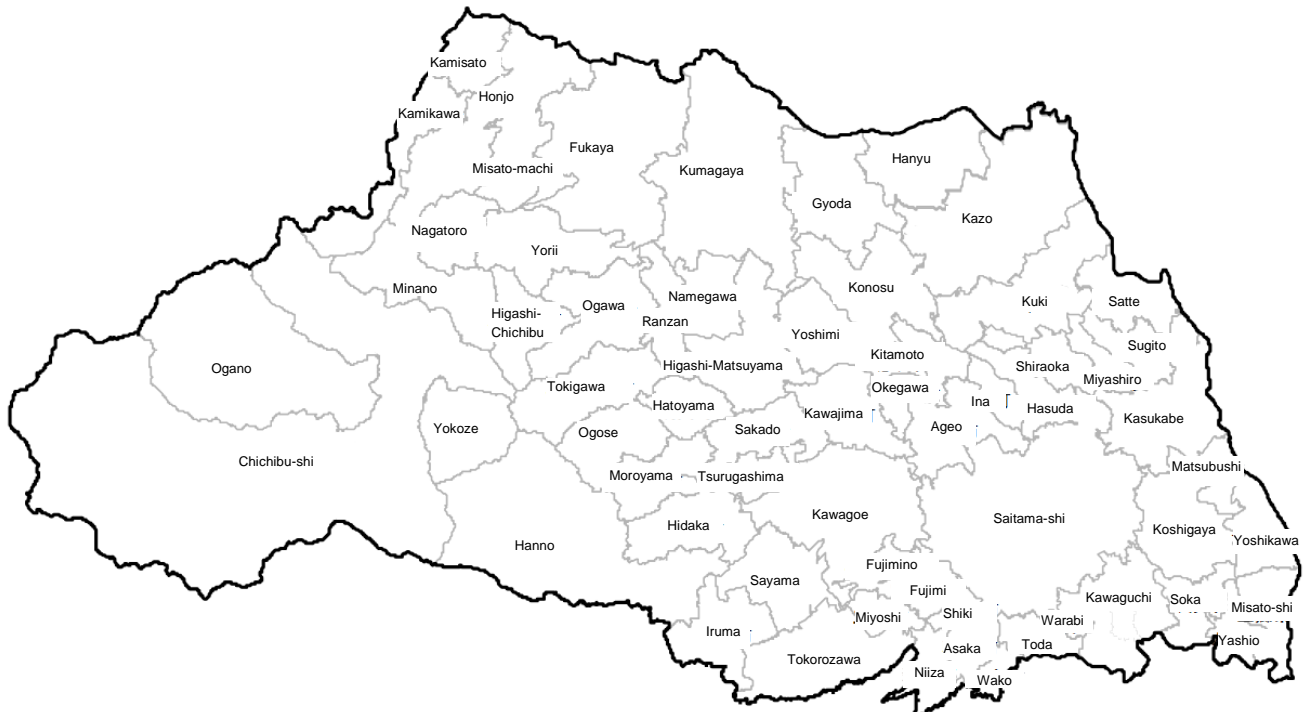 Kamisato
Honjo
Kamikawa
Fukaya
Hanyu
Misato-machi
Kumagaya
Gyoda
Kazo
Nagatoro
Yorii
Minano
Konosu
Namegawa
Kuki
Satte
Ogawa
Higashi-
Chichibu
Ranzan
Yoshimi
Sugito
Kitamoto
Ogano
Higashi-Matsuyama
Shiraoka
Miyashiro
Tokigawa
Okegawa
Ina
Hatoyama
Hasuda
Kawajima
Kasukabe
Yokoze
Ogose
Sakado
Ageo
Chichibu-shi
Matsubushi
Moroyama
Tsurugashima
Kawagoe
Saitama-shi
Hidaka
Koshigaya
Yoshikawa
Hanno
Fujimino
Sayama
Fujimi
Kawaguchi
Soka
Misato-shi
Miyoshi
Shiki
Warabi
Iruma
Yashio
Toda
Asaka
Tokorozawa
Niiza
Wako